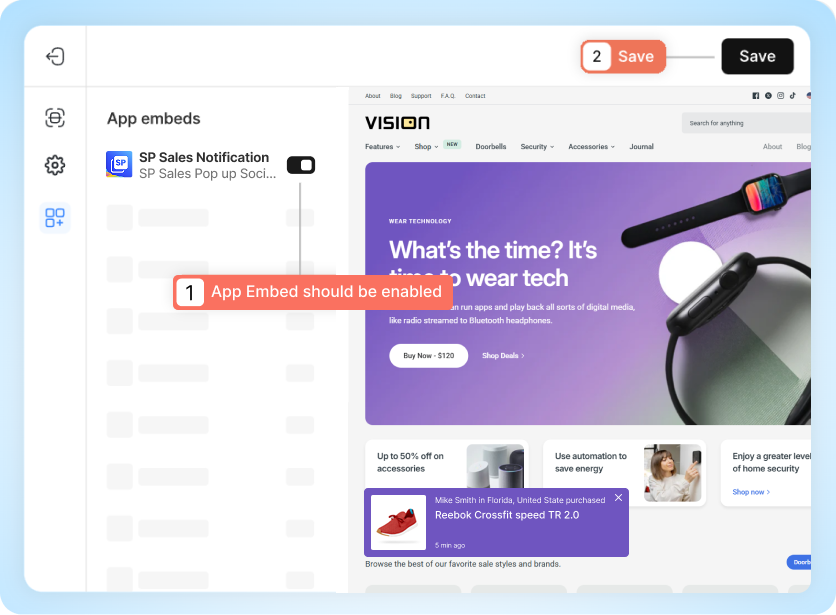 2 Save
Save
App embeds
SP
SP Sales Notification
SP Sales Pop up Soci...
1 App Embed should be enabled
About Blog Support F.A.Q. Contact
VISION
Search for anything
Features Shop NEW Doorbells Security Accessories Journal
About Blog
WEAR TECHNOLOGY
What's the time? It's
time to wear tech
an run apps and play back all sorts of digital media,
like radio streamed to Bluetooth headphones.
Buy Now - $120
Shop Deals
Up to 50% off on
accessories
Use automation to
save energy
Enjoy a greater level
of home security
Shop now
Mike Smith in Florida, United State purchased
Reebok Crossfit speed TR 2.0
5 min ago
Browse the best of our favorite sale styles and brands.
Doorb